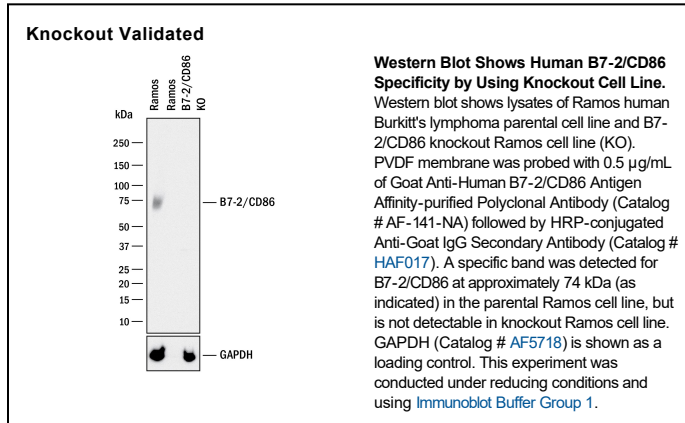 Knockout Validated
Ramos
Ramos
B7-2/CD86
KO
kDa
250
150
100
75
50
37
25
20
15
10
B7-2/CD86
GAPDH
Western Blot Shows Human B7-2/CD86
Specificity by Using Knockout Cell Line.
Western blot shows lysates of Ramos human
Burkitt's lymphoma parental cell line and B7-
2/CD86 knockout Ramos cell line (KO).
PVDF membrane was probed with 0.5 µg/mL
of Goat Anti-Human B7-2/CD86 Antigen
Affinity-purified Polyclonal Antibody (Catalog
# AF-141-NA) followed by HRP-conjugated
Anti-Goat IgG Secondary Antibody (Catalog #
HAF017). A specific band was detected for
B7-2/CD86 at approximately 74 kDa (as
indicated) in the parental Ramos cell line, but
is not detectable in knockout Ramos cell line.
GAPDH (Catalog # AF5718) is shown as a
loading control. This experiment was
conducted under reducing conditions and
using Immunoblot Buffer Group 1.